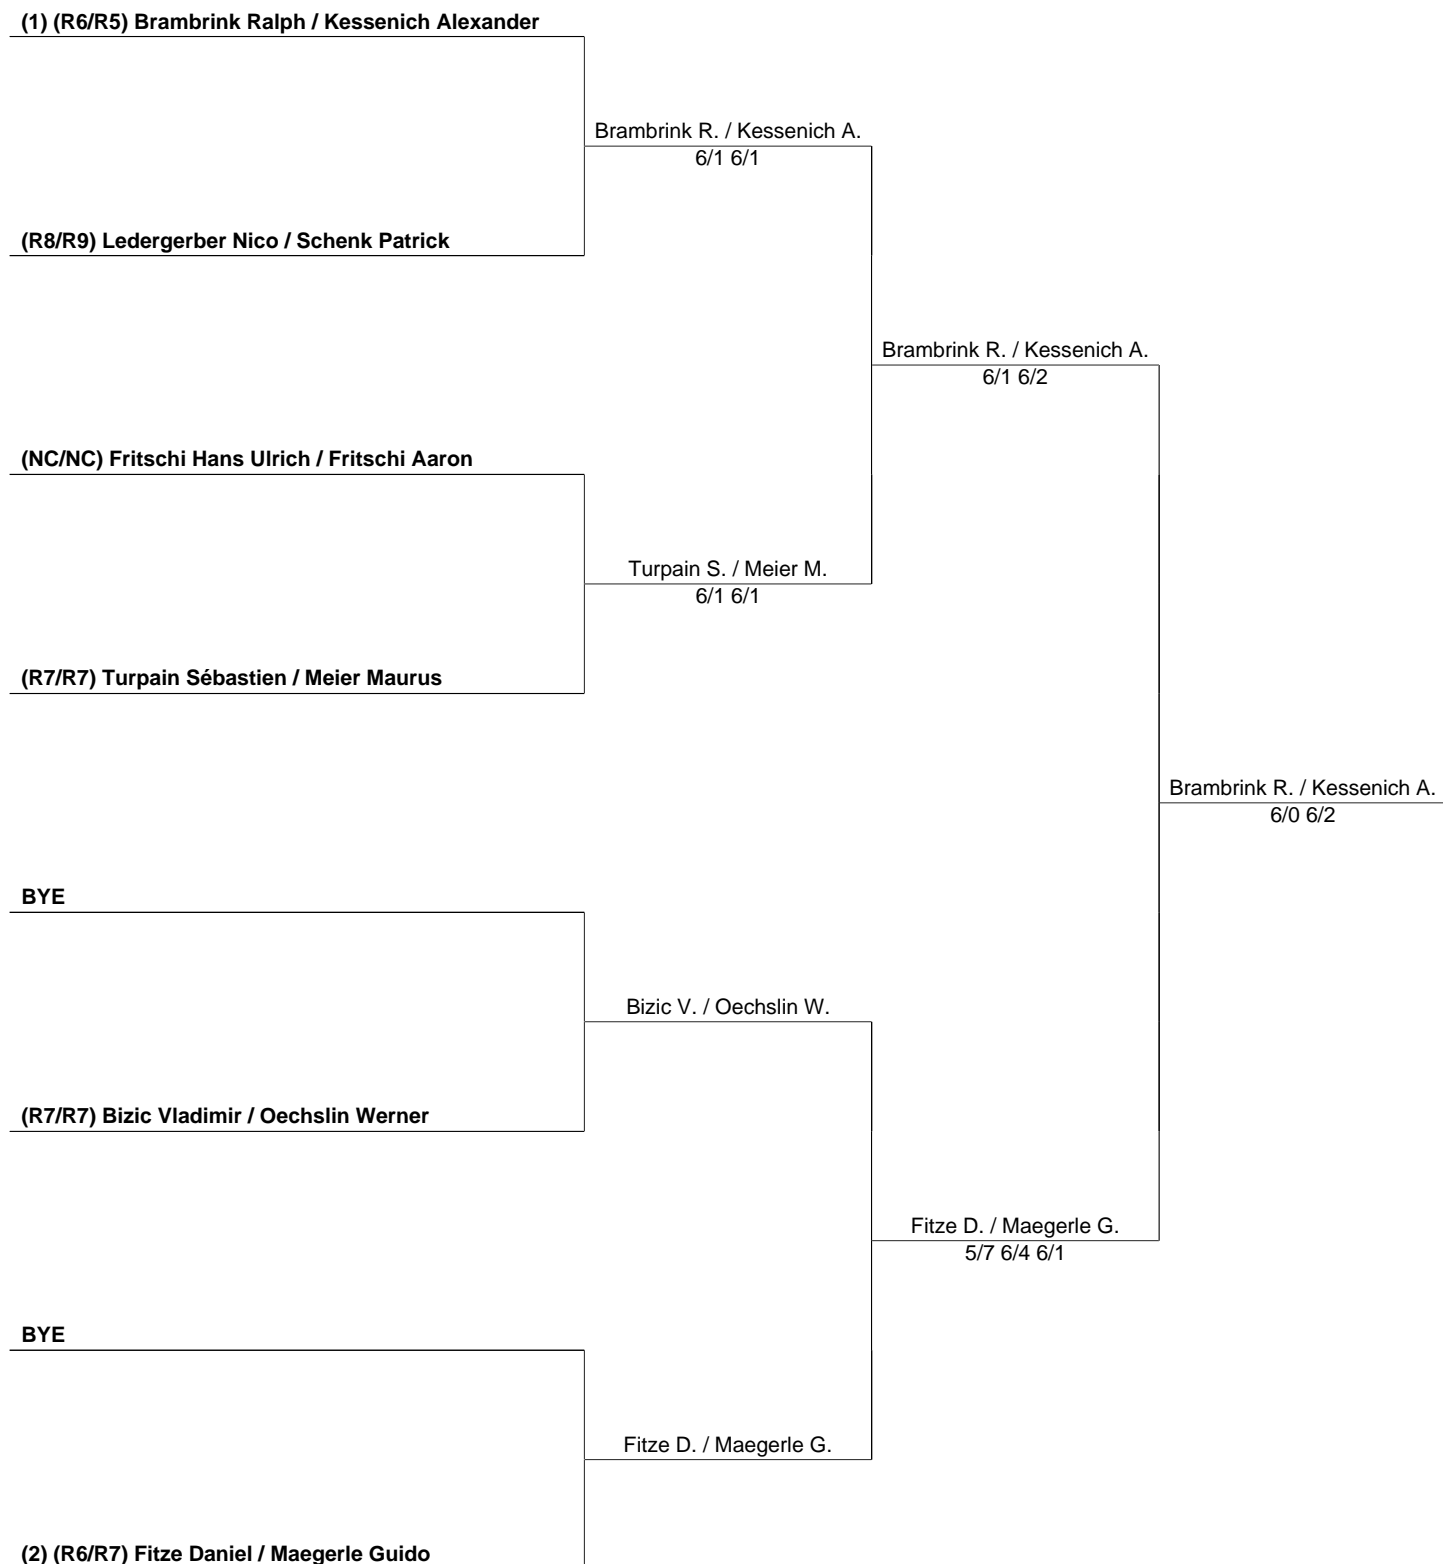 (1) (R6/R5) Brambrink Ralph / Kessenich Alexander
Brambrink R. / Kessenich A.
6/1 6/1
(R8/R9) Ledergerber Nico / Schenk Patrick
Brambrink R. / Kessenich A.
6/1 6/2
(NC/NC) Fritschi Hans Ulrich / Fritschi Aaron
Turpain S. / Meier M.
6/1 6/1
(R7/R7) Turpain Sébastien / Meier Maurus
Brambrink R. / Kessenich A.
6/0 6/2
BYE
Bizic V. / Oechslin W.
(R7/R7) Bizic Vladimir / Oechslin Werner
Fitze D. / Maegerle G.
5/7 6/4 6/1
BYE
Fitze D. / Maegerle G.
(2) (R6/R7) Fitze Daniel / Maegerle Guido